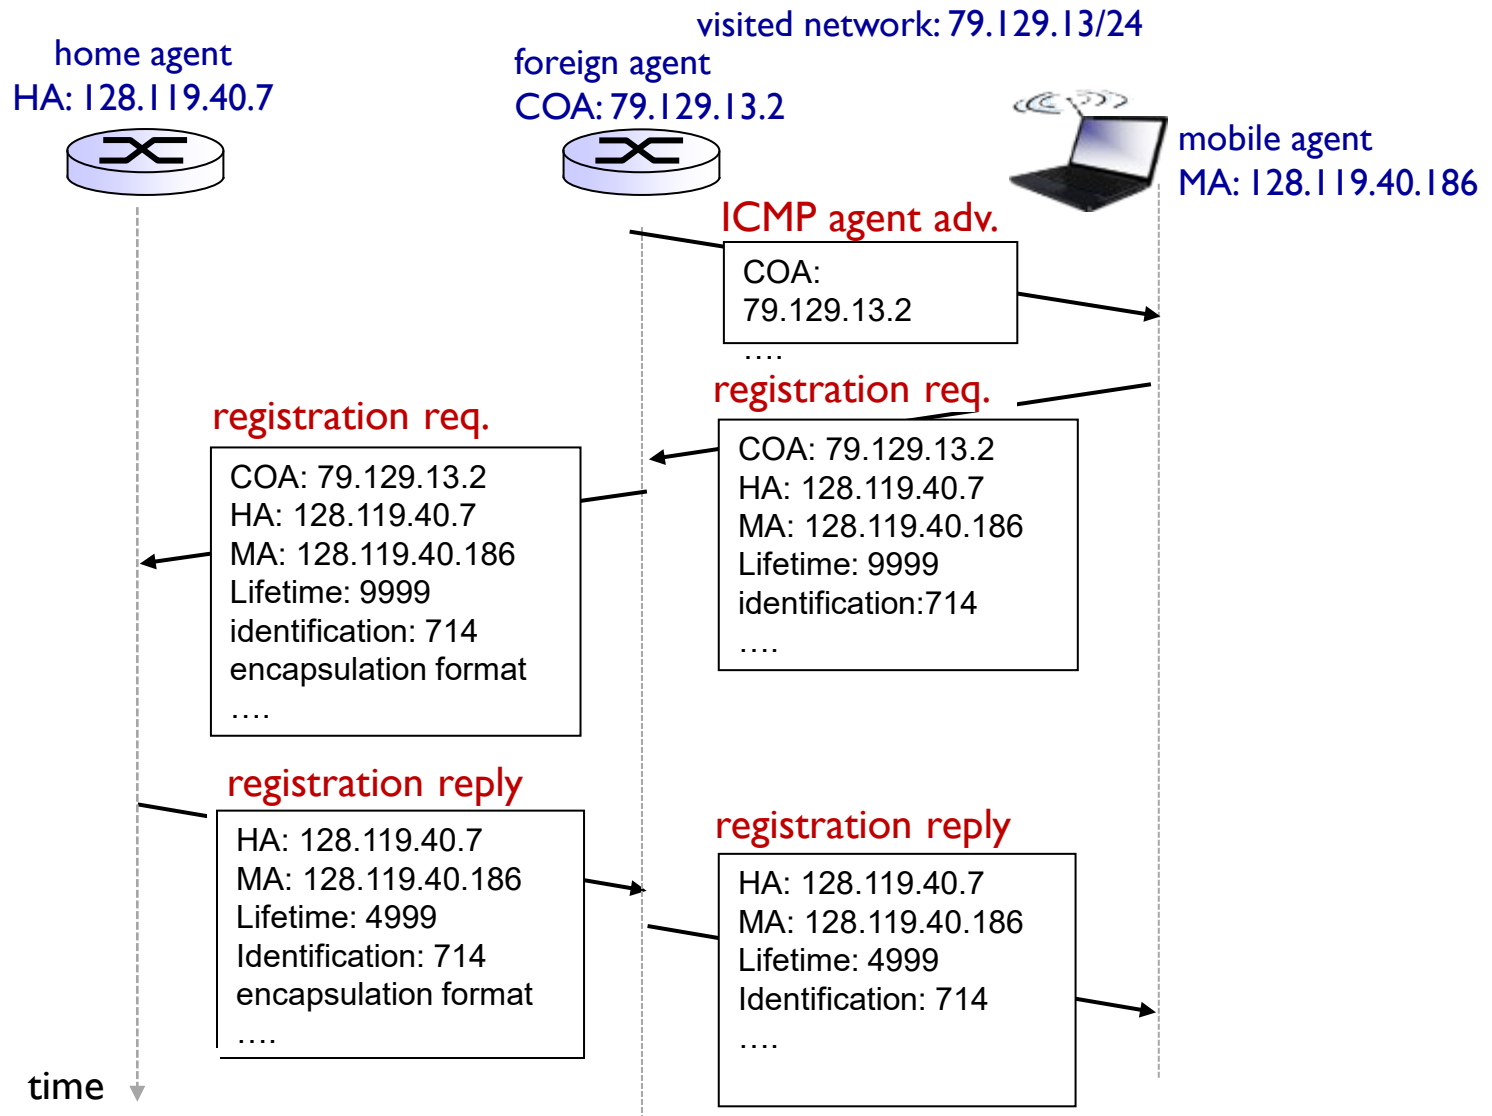 visited network: 79.129.13/24
home agent
HA: 128.119.40.7
foreign agent
COA: 79.129.13.2
mobile agent
MA: 128.119.40.186
ICMP agent adv.
COA:
79.129.13.2
….
registration req.
COA: 79.129.13.2
HA: 128.119.40.7
MA: 128.119.40.186
Lifetime: 9999
identification:714
….
registration req.
COA: 79.129.13.2
HA: 128.119.40.7
MA: 128.119.40.186
Lifetime: 9999
identification: 714
encapsulation format
….
registration reply
HA: 128.119.40.7
MA: 128.119.40.186
Lifetime: 4999
Identification: 714
encapsulation format
….
registration reply
HA: 128.119.40.7
MA: 128.119.40.186
Lifetime: 4999
Identification: 714
….
time